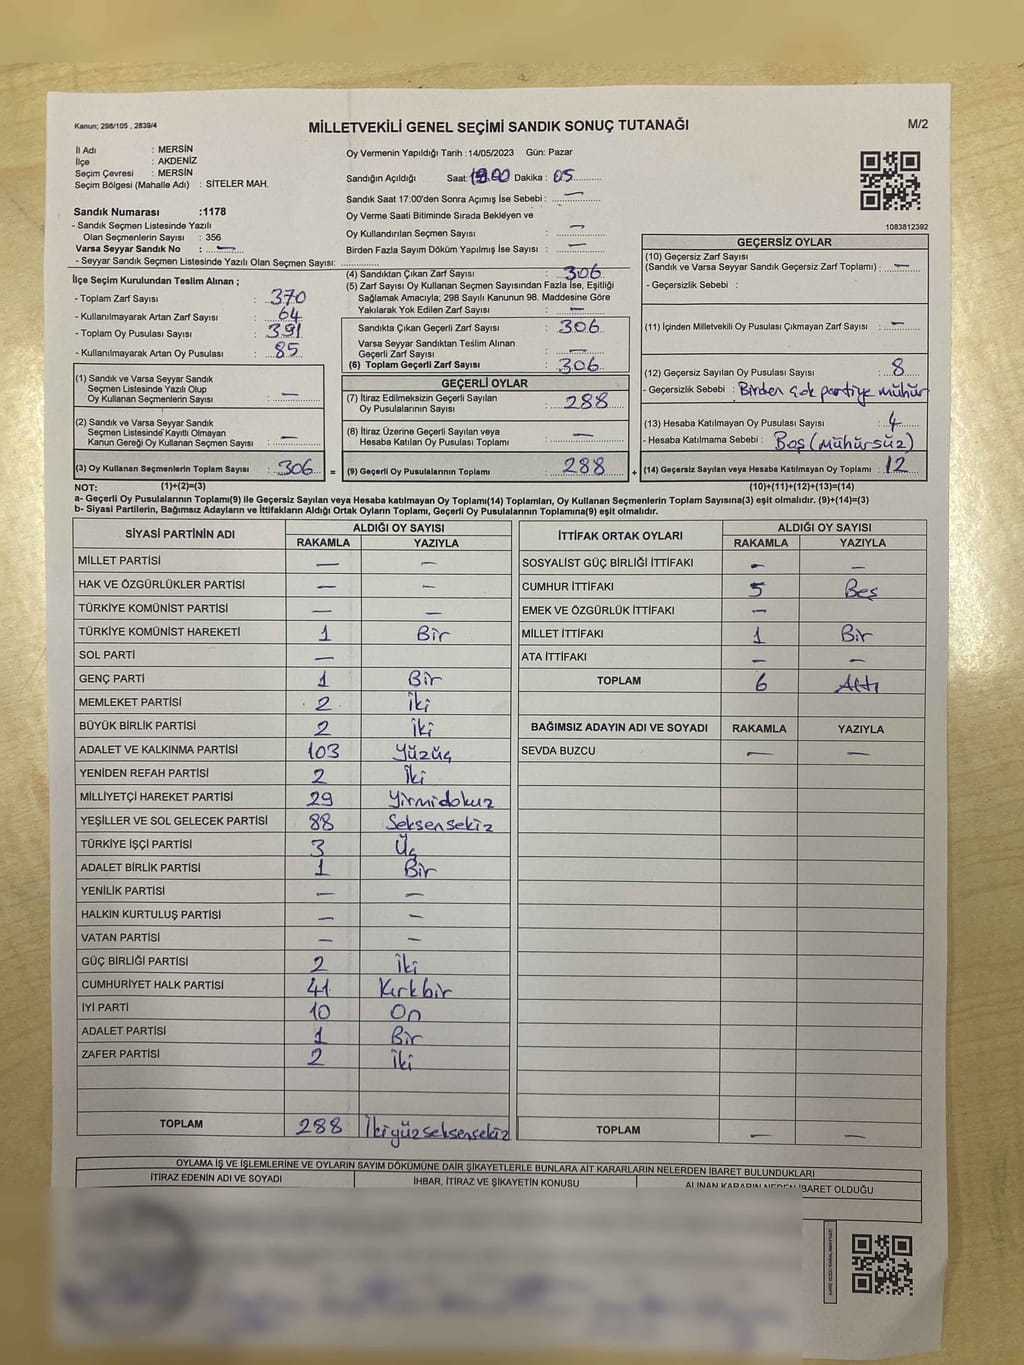 Kanun; 298/105 , 2839/4
MİLLETVEKİLİ GENEL SEÇİMİ SANDIK SONUÇ TUTANAĞI
M/2
İl Adı : MERSİN
İlçe : AKDENİZ
Seçim Çevresi : MERSİN
Seçim Bölgesi (Mahalle Adı) : SİTELER MAH.
Sandık Numarası :1178
- Sandık Seçmen Listesinde Yazılı
Olan Seçmenlerin Sayısı : 356
Varsa Seyyar Sandık No : —
- Seyyar Sandık Seçmen Listesinde Yazılı Olan Seçmen Sayısı:
Oy Vermenin Yapıldığı Tarih :14/05/2023 Gün: Pazar
Sandığın Açıldığı Saat: Dakika : 05
Sandık Saat 17:00'den Sonra Açımış İse Sebebi : —
Oy Verme Saati Bitiminde Sırada Bekleyen ve
Oy Kullandırılan Seçmen Sayısı : —
Birden Fazla Sayım Döküm Yapılmış İse Sayısı : —
1083812392
İlçe Seçim Kurulundan Teslim Alınan ;
- Toplam Zarf Sayısı : 370
- Kullanılmayarak Artan Zarf Sayısı : 64
- Toplam Oy Pusulası Sayısı : 391
- Kullanılmayarak Artan Oy Pusulası : 85
(4) Sandıktan Çıkan Zarf Sayısı : 306
(5) Zarf Sayısı Oy Kullanan Seçmen Sayısından Fazla İse, Eşitliği
Sağlamak Amacıyla; 298 Sayılı Kanunun 98. Maddesine Göre
Yakılarak Yok Edilen Zarf Sayısı : —
Sandıkta Çıkan Geçerli Zarf Sayısı : 306
Varsa Seyyar Sandıktan Teslim Alınan
Geçerli Zarf Sayısı : —
(6) Toplam Geçerli Zarf Sayısı : 306
GEÇERSİZ OYLAR
(10) Geçersiz Zarf Sayısı
(Sandık ve Varsa Seyyar Sandık Geçersiz Zarf Toplamı) : —
- Geçersizlik Sebebi :
(11) İçinden Milletvekili Oy Pusulası Çıkmayan Zarf Sayısı : —
(12) Geçersiz Sayılan Oy Pusulası Sayısı : 8
- Geçersizlik Sebebi : Birden çok partiye mühür
(13) Hesaba Katılmayan Oy Pusulası Sayısı : 4
- Hesaba Katılmama Sebebi : Boş (mühürsüz)
(14) Geçersiz Sayılan veya Hesaba Katılmayan Oy Toplamı : 12
(10)+(11)+(12)+(13)=(14)
(1) Sandık ve Varsa Seyyar Sandık
Seçmen Listesinde Yazılı Olup
Oy Kullanan Seçmenlerin Sayısı : —
(2) Sandık ve Varsa Seyyar Sandık
Seçmen Listesinde Kayıtlı Olmayan
Kanun Gereği Oy Kullanan Seçmen Sayısı : —
(3) Oy Kullanan Seçmenlerin Toplam Sayısı : 306 =
GEÇERLİ OYLAR
(7) İtiraz Edilmeksizin Geçerli Sayılan
Oy Pusulalarının Sayısı : 288
(8) İtiraz Üzerine Geçerli Sayılan veya
Hesaba Katılan Oy Pusulası Toplamı : —
(9) Geçerli Oy Pusulalarının Toplamı : 288 +
NOT: (1)+(2)=(3)
a- Geçerli Oy Pusulalarının Toplamı(9) ile Geçersiz Sayılan veya Hesaba katılmayan Oy Toplamı(14) Toplamları, Oy Kullanan Seçmenlerin Toplam Sayısına(3) eşit olmalıdır. (9)+(14)=(3)
b- Siyasi Partilerin, Bağımsız Adayların ve İttifakların Aldığı Ortak Oyların Toplamı, Geçerli Oy Pusulalarının Toplamına(9) eşit olmalıdır.
SİYASİ PARTİNİN ADI ALDIĞI OY SAYISI
RAKAMLA YAZIYLA
MİLLET PARTİSİ — —
HAK VE ÖZGÜRLÜKLER PARTİSİ — —
TÜRKİYE KOMÜNİST PARTİSİ — —
TÜRKİYE KOMÜNİST HAREKETİ 1 Bir
SOL PARTİ —
GENÇ PARTİ 1 Bir
MEMLEKET PARTİSİ 2 İki
BÜYÜK BİRLİK PARTİSİ 2 İki
ADALET VE KALKINMA PARTİSİ 103 Yüzüç
YENİDEN REFAH PARTİSİ 2 İki
MİLLİYETÇİ HAREKET PARTİSİ 29 Yirmidokuz
YEŞİLLER VE SOL GELECEK PARTİSİ 88 Seksensekiz
TÜRKİYE İŞÇİ PARTİSİ 3 Üç
ADALET BİRLİK PARTİSİ 1 Bir
YENİLİK PARTİSİ — —
HALKIN KURTULUŞ PARTİSİ — —
VATAN PARTİSİ — —
GÜÇ BİRLİĞİ PARTİSİ 2 İki
CUMHURİYET HALK PARTİSİ 41 Kırkbir
İYİ PARTİ 10 On
ADALET PARTİSİ 1 Bir
ZAFER PARTİSİ 2 İki
TOPLAM 288 İkiyüzseksensekiz
İTTİFAK ORTAK OYLARI ALDIĞI OY SAYISI
RAKAMLA YAZIYLA
SOSYALİST GÜÇ BİRLİĞİ İTTİFAKI — —
CUMHUR İTTİFAKI 5 Beş
EMEK VE ÖZGÜRLÜK İTTİFAKI —
MİLLET İTTİFAKI 1 Bir
ATA İTTİFAKI — —
TOPLAM 6 Altı
BAĞIMSIZ ADAYIN ADI VE SOYADI RAKAMLA YAZIYLA
SEVDA BUZCU — —
TOPLAM — —
OYLAMA İŞ VE İŞLEMLERİNE VE OYLARIN SAYIM DÖKÜMÜNE DAİR ŞİKAYETLERLE BUNLARA AİT KARARLARIN NELERDEN İBARET BULUNDUKLARI
İTİRAZ EDENİN ADI VE SOYADI İHBAR, İTİRAZ VE ŞİKAYETİN KONUSU ALINAN KARARIN NEDEN İBARET OLDUĞU